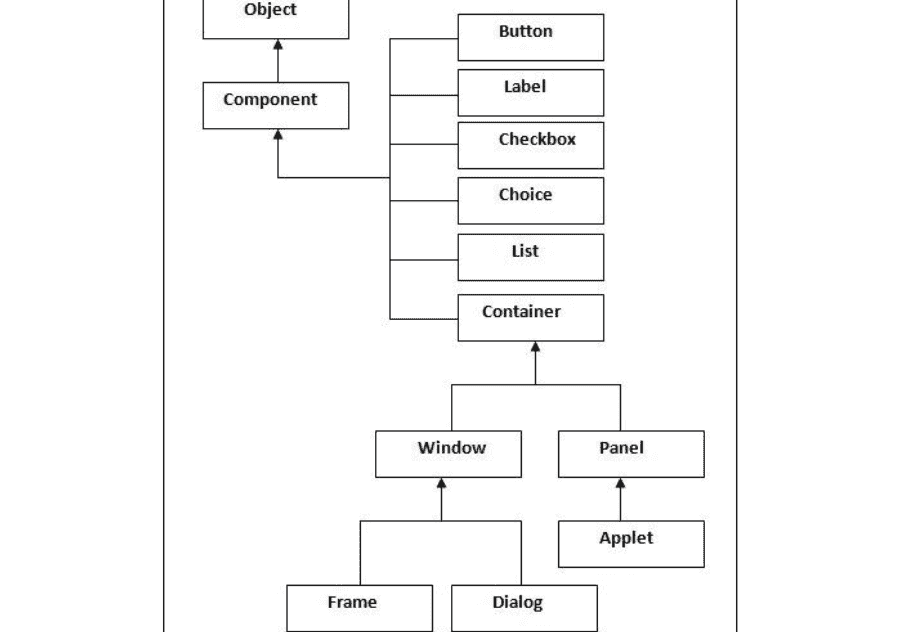 Object
Button
Label
Component
Checkbox
Choice
List
Container
Window
Panel
Applet
Frame
Dialog